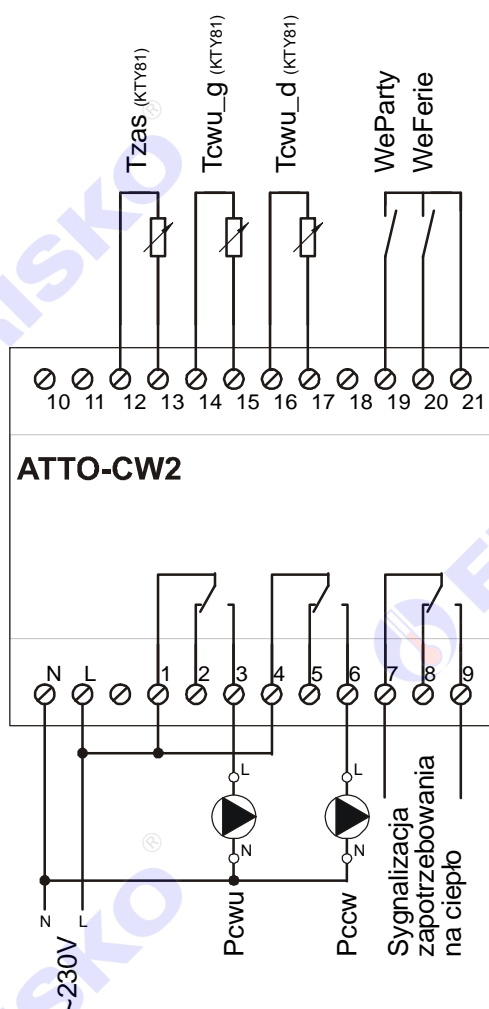 Tzas (KTY81)
Tcwu_g (KTY81)
Tcwu_d (KTY81)
WeParty
WeFerie
10 11 12 13 14 15 16 17 18 19 20 21
ATTO-CW2
N L 1 2 3 4 5 6 7 8 9
L
L
N
N
N
L
~230V
Pcwu
Pccw
Sygnalizacja
zapotrzebowania
na ciepło
®
®